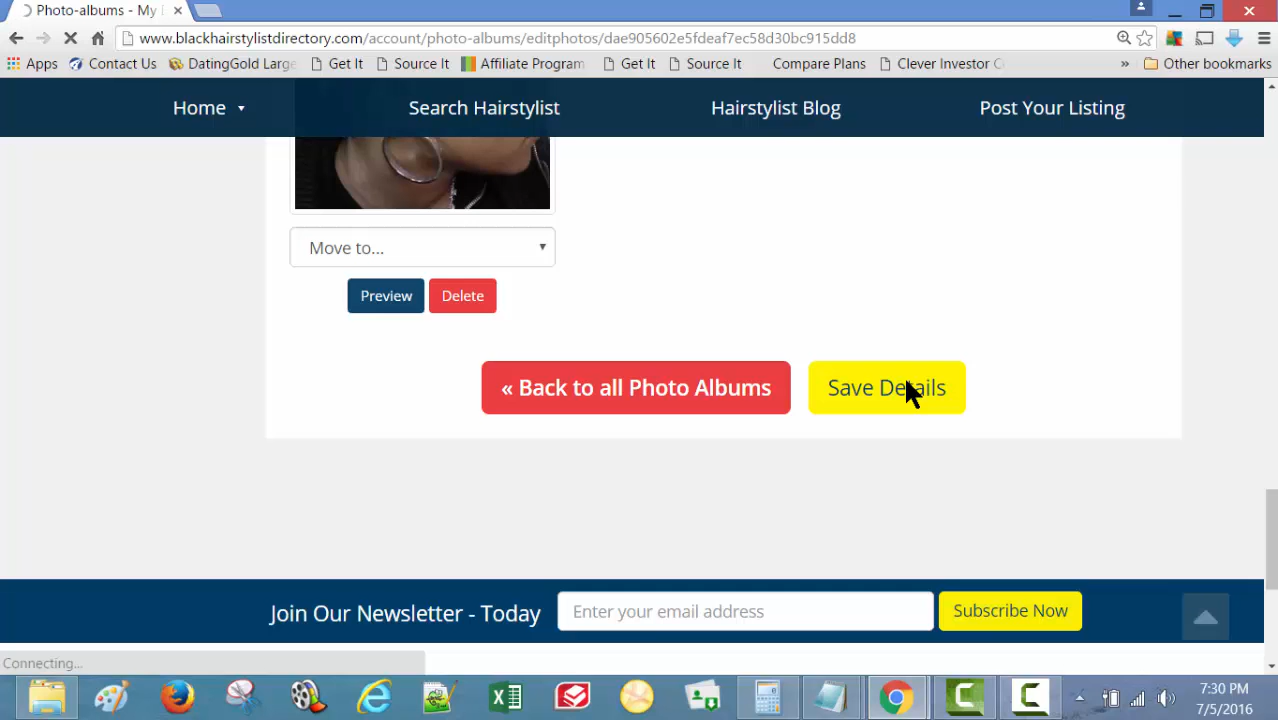 Photo-albums - My
www.blackhairstylistdirectory.com/account/photo-albums/editphotos/dae905602e5fdeaf7ec58d30bc915dd8
Apps Contact Us DatingGold Large Get It Source It Affiliate Program Get It Source It Compare Plans Clever Investor » Other bookmarks
Home Search Hairstylist Hairstylist Blog Post Your Listing
Move to...
Preview Delete
« Back to all Photo Albums Save Details
Join Our Newsletter - Today Enter your email address Subscribe Now
Connecting...
7:30 PM
7/5/2016